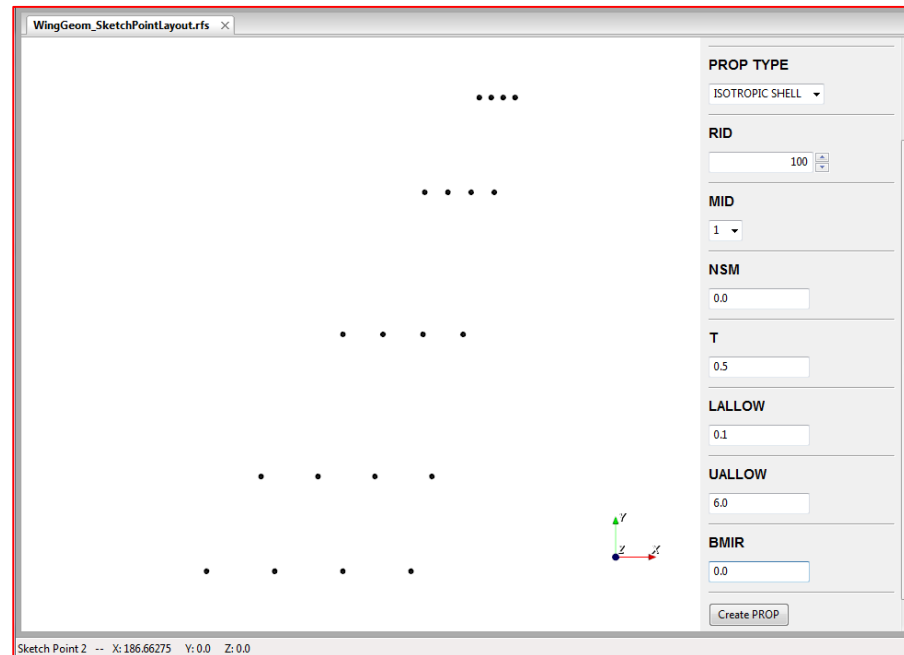 WingGeom_SketchPointLayout.rfs
PROP TYPE
ISOTROPIC SHELL
RID
100
MID
1
NSM
0.0
T
0.5
LALLOW
0.1
UALLOW
6.0
BMIR
0.0
Create PROP
Y
Z X
Sketch Point 2 -- X: 186.66275 Y: 0.0 Z: 0.0